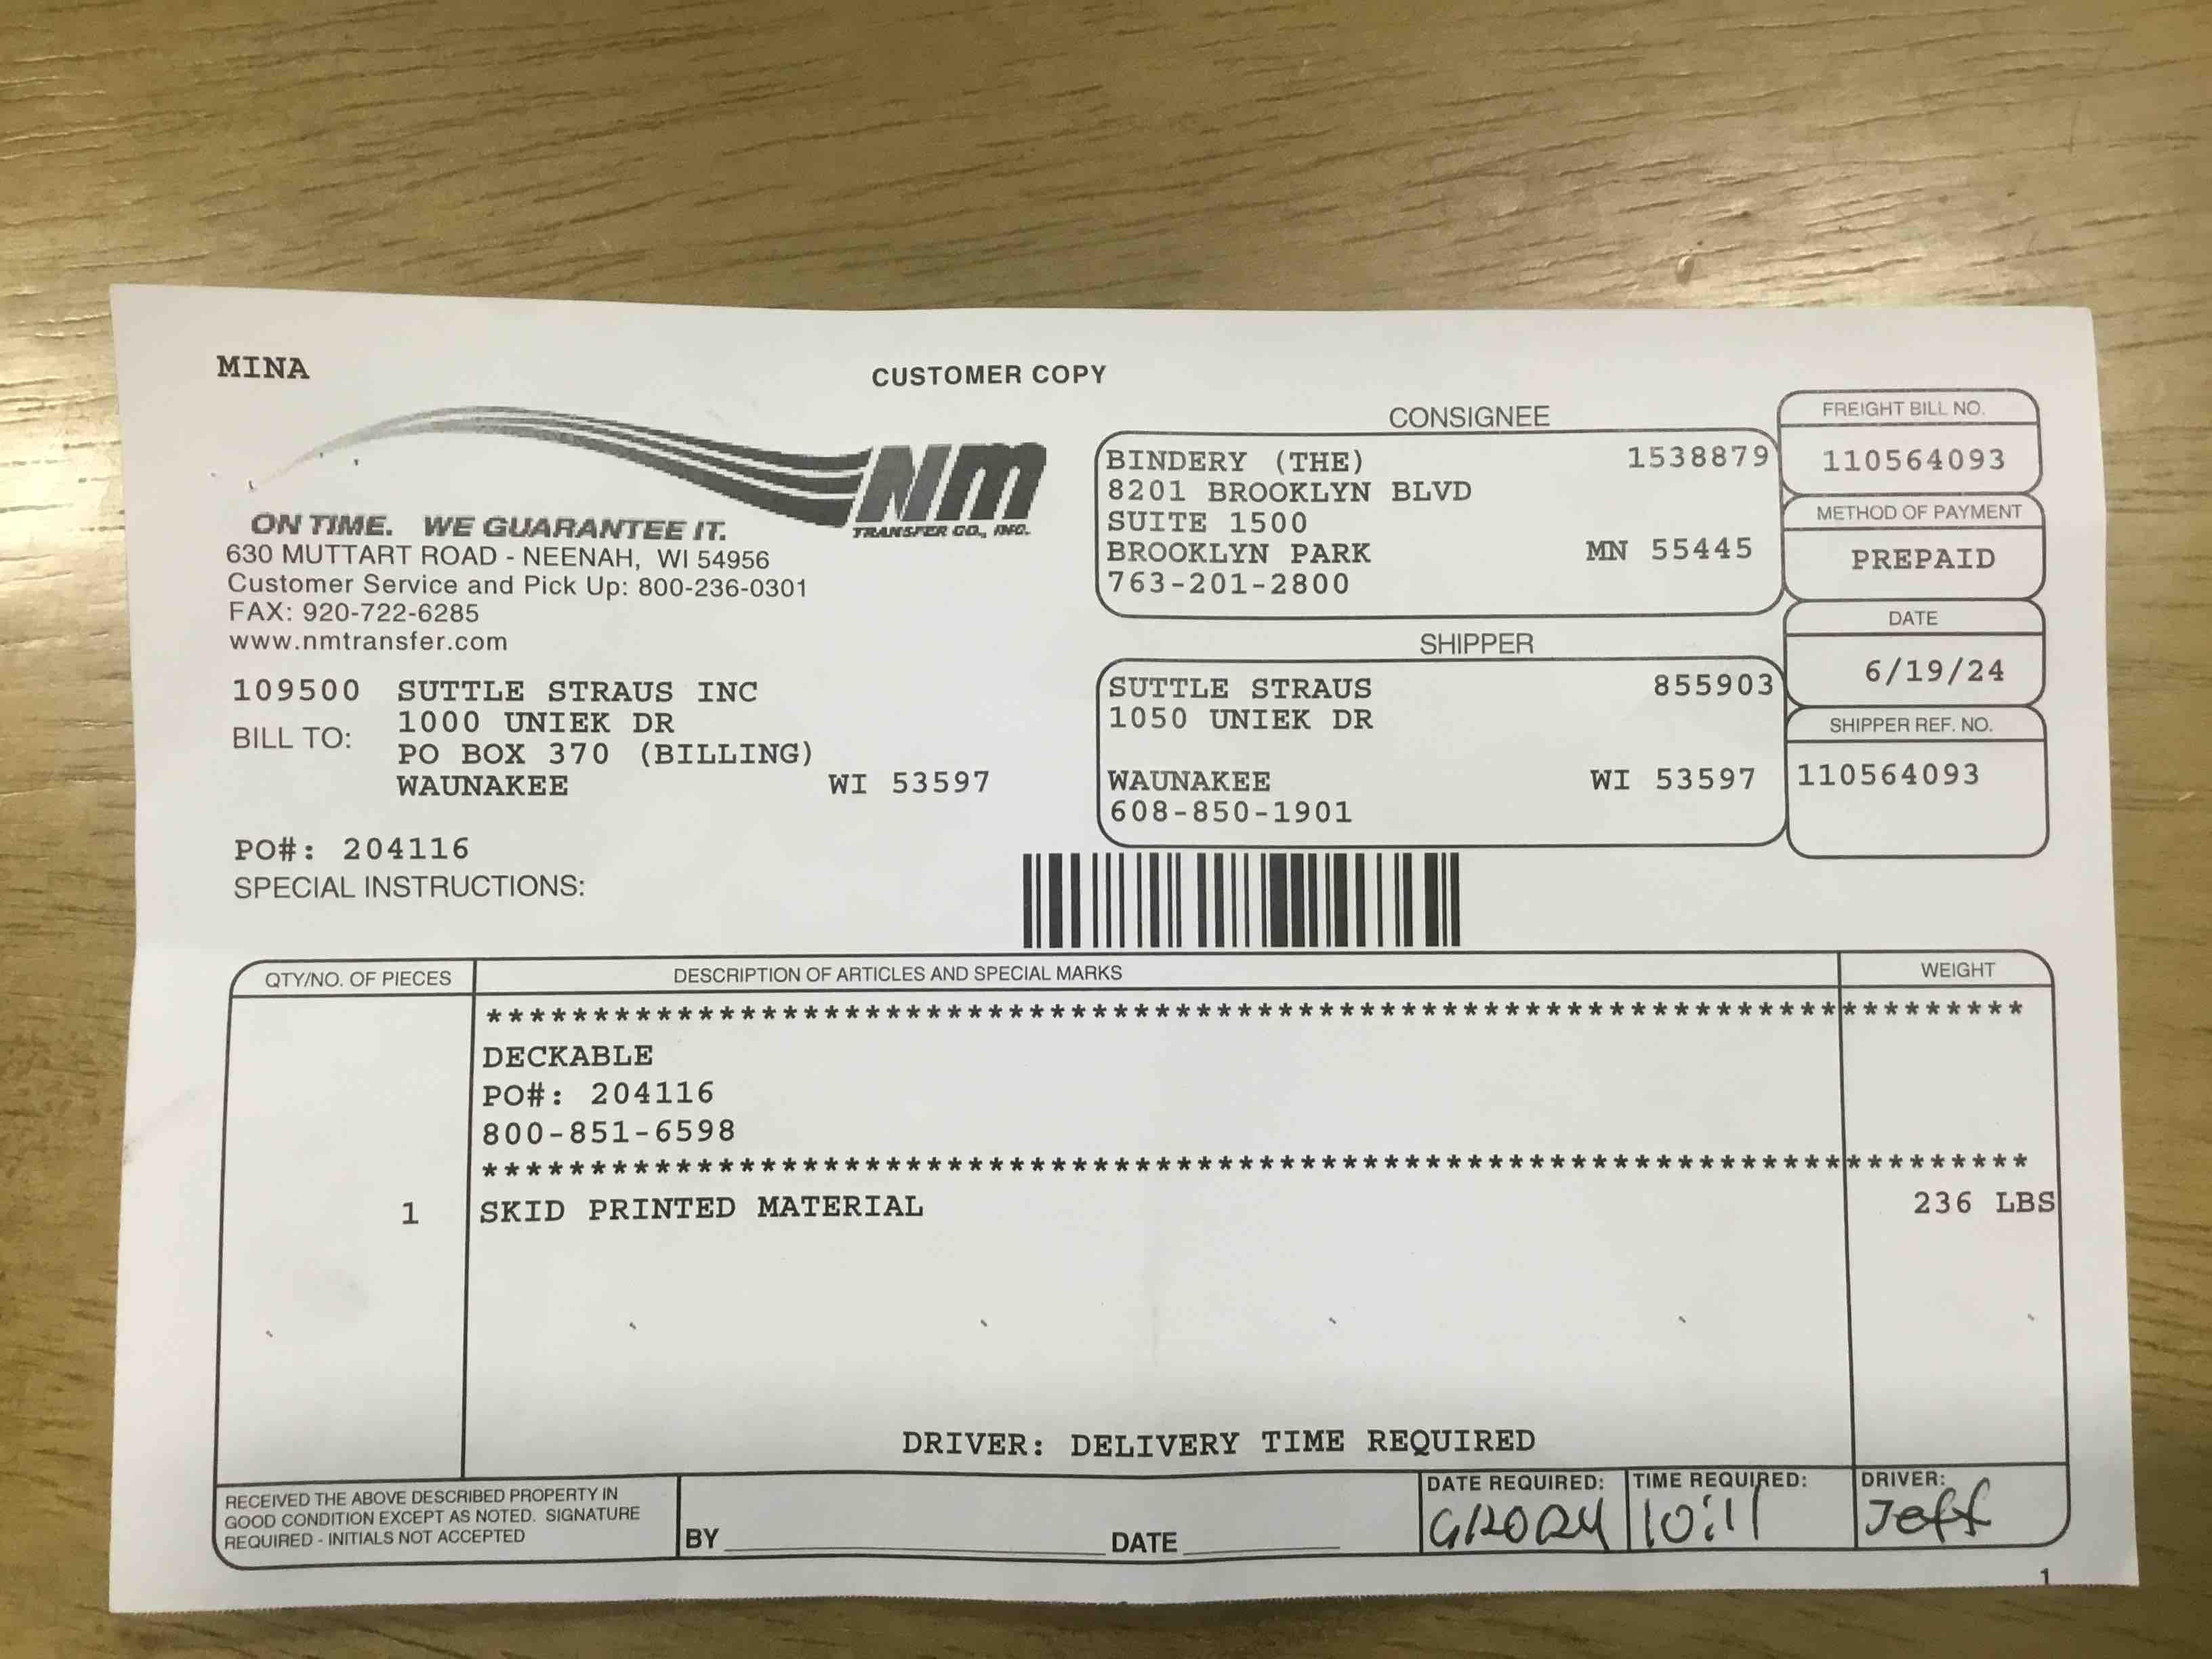 MINA
CUSTOMER COPY
NM
TRANSFER CO., INC.
ON TIME. WE GUARANTEE IT.
630 MUTTART ROAD - NEENAH, WI 54956
Customer Service and Pick Up: 800-236-0301
FAX: 920-722-6285
www.nmtransfer.com
109500 SUTTLE STRAUS INC
BILL TO: 1000 UNIEK DR
PO BOX 370 (BILLING)
WAUNAKEE WI 53597
PO#: 204116
SPECIAL INSTRUCTIONS:
CONSIGNEE
BINDERY (THE) 1538879
8201 BROOKLYN BLVD
SUITE 1500
BROOKLYN PARK MN 55445
763-201-2800
SHIPPER
SUTTLE STRAUS 855903
1050 UNIEK DR
WAUNAKEE WI 53597
608-850-1901
FREIGHT BILL NO.
110564093
METHOD OF PAYMENT
PREPAID
DATE
6/19/24
SHIPPER REF. NO.
110564093
QTY/NO. OF PIECES DESCRIPTION OF ARTICLES AND SPECIAL MARKS WEIGHT
**************************************************************************
DECKABLE
PO#: 204116
800-851-6598
**************************************************************************
1 SKID PRINTED MATERIAL 236 LBS
DRIVER: DELIVERY TIME REQUIRED
RECEIVED THE ABOVE DESCRIBED PROPERTY IN
GOOD CONDITION EXCEPT AS NOTED. SIGNATURE
REQUIRED - INITIALS NOT ACCEPTED
BY DATE
DATE REQUIRED: TIME REQUIRED: DRIVER:
10:11 Jeff
1